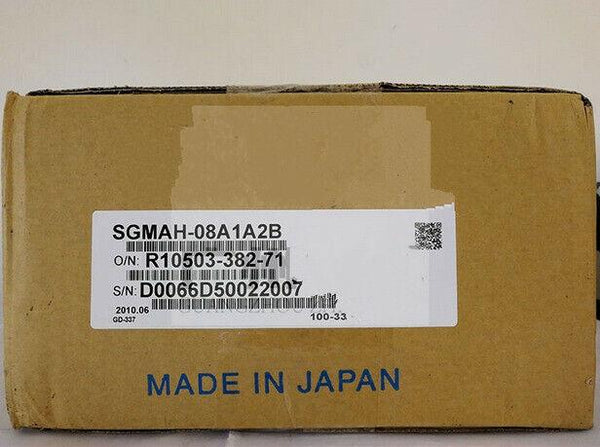 SGMAH-08A1A2B
O/N: R10503-382-71
S/N: D0066D50022007
2010.06
GD-337 100-33
MADE IN JAPAN